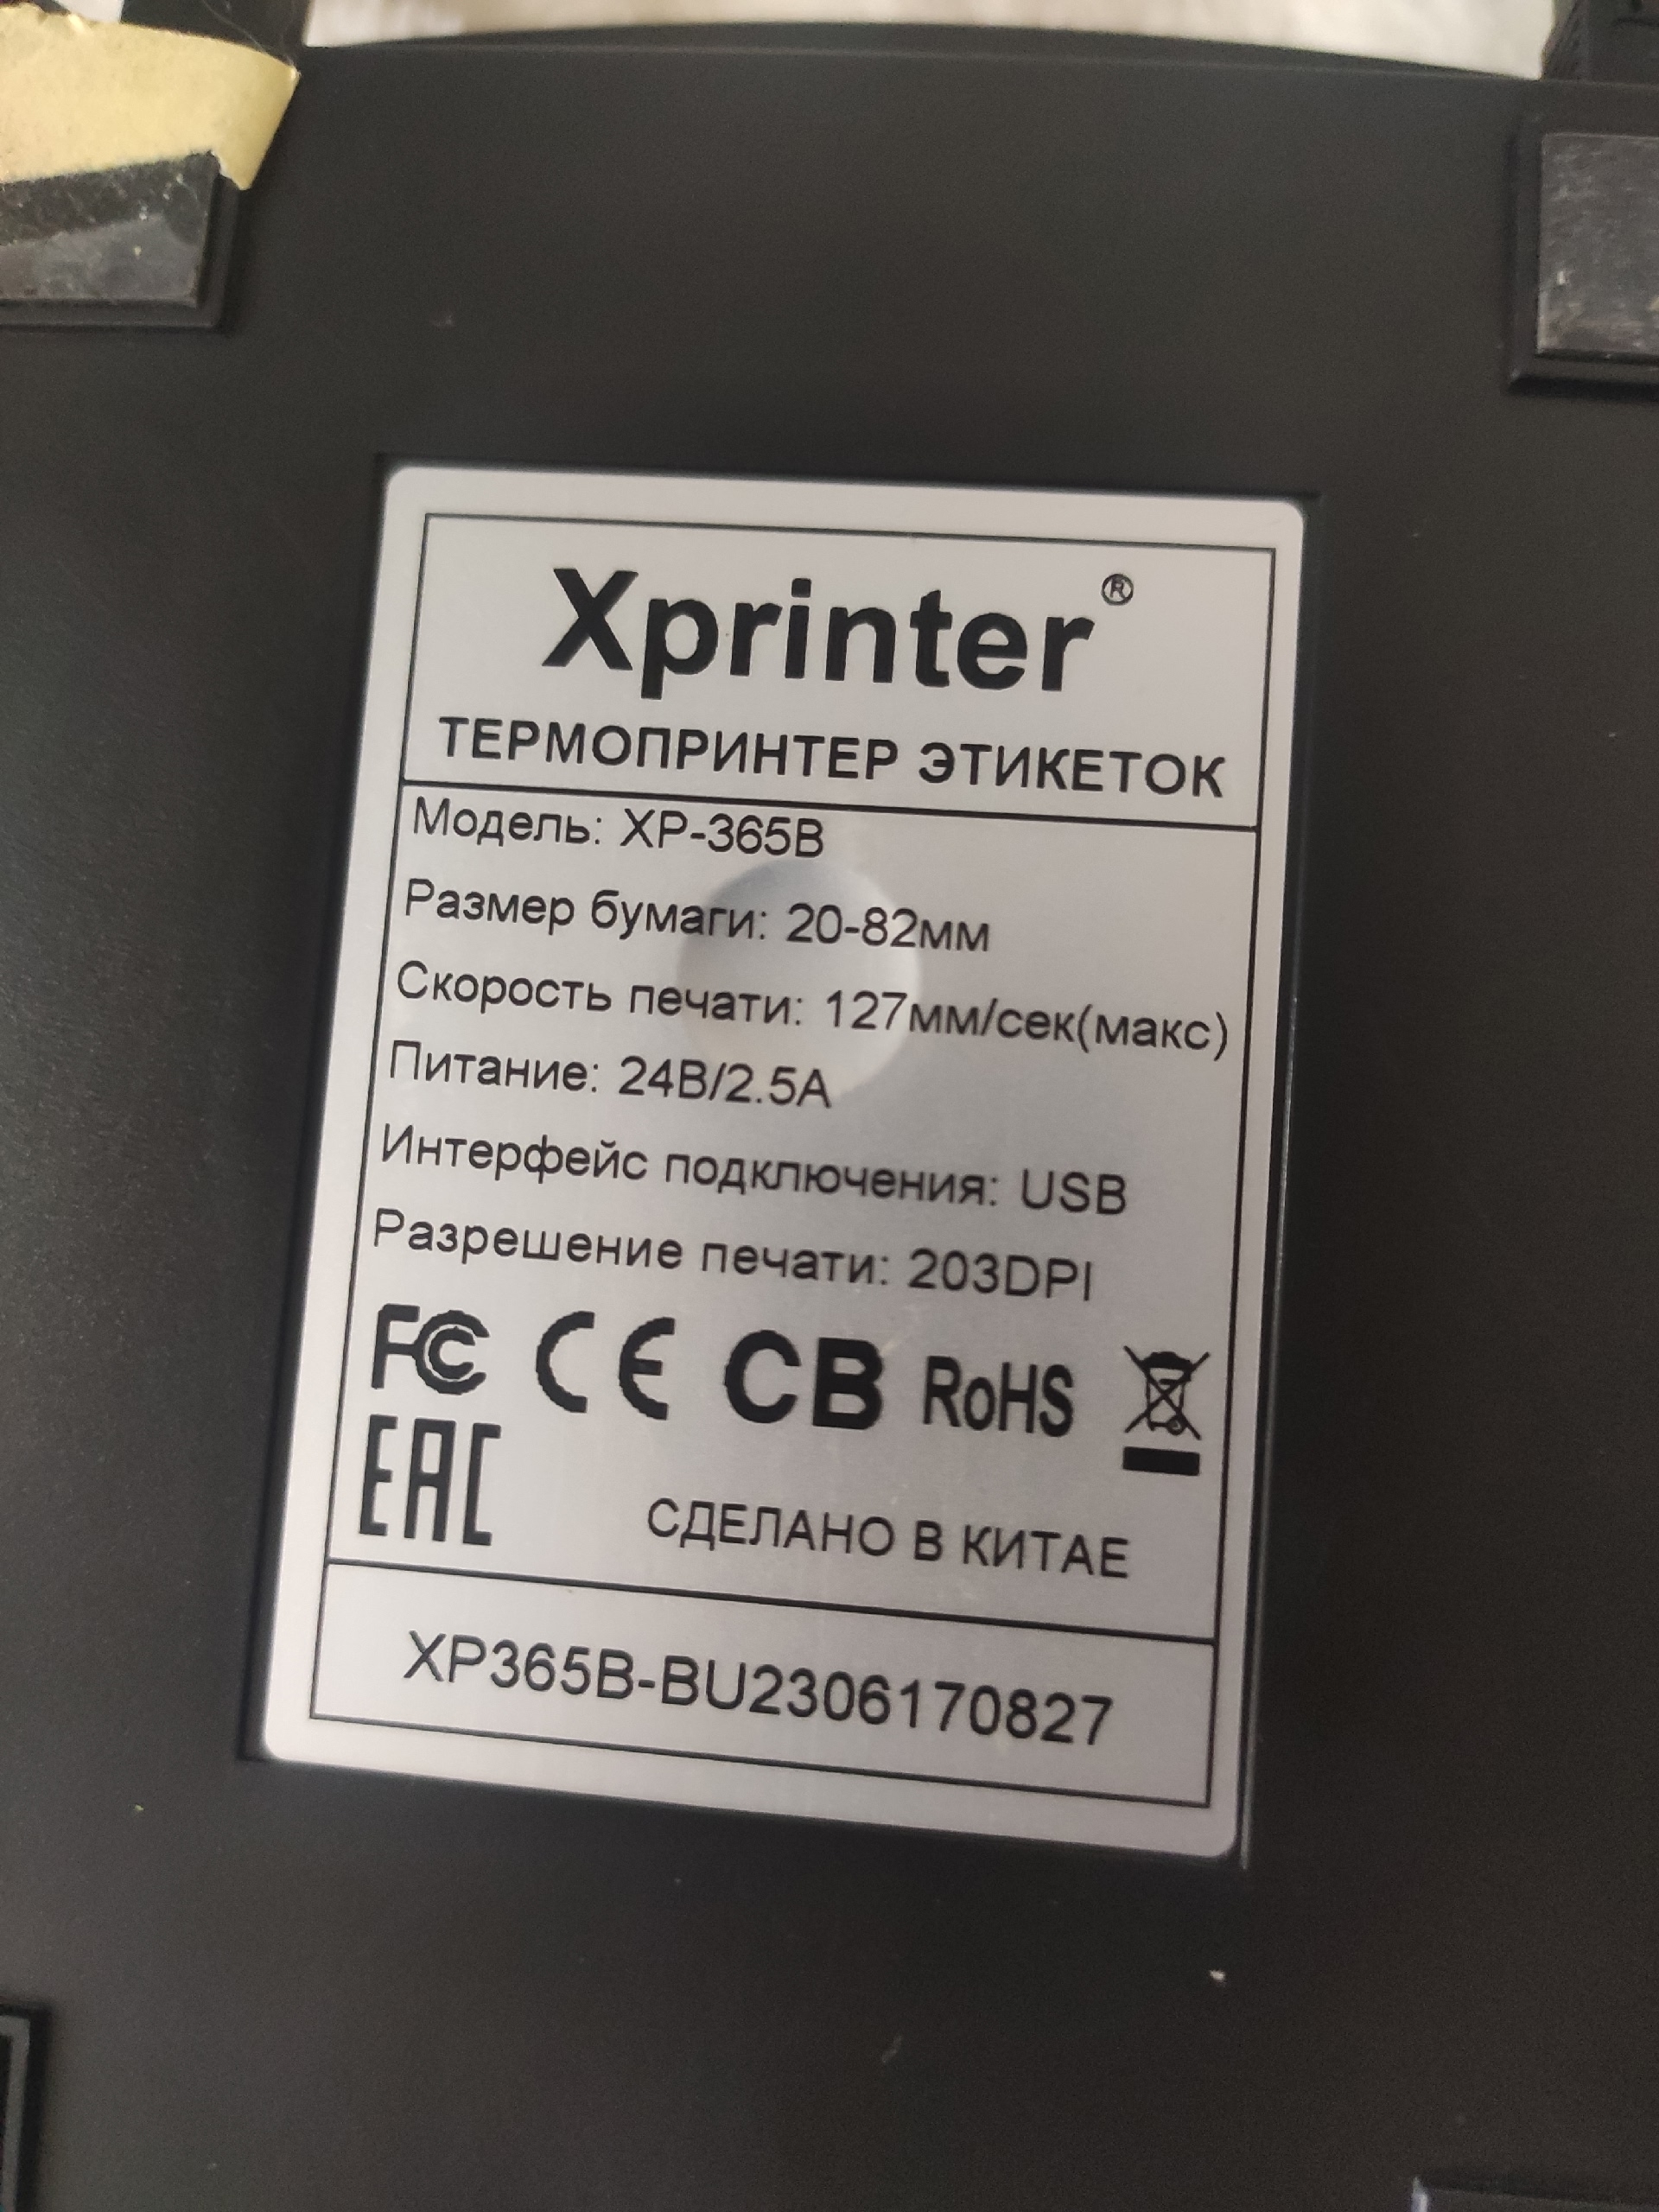 Xprinter®
ТЕРМОПРИНТЕР ЭТИКЕТОК
Модель: XP-365B
Размер бумаги: 20-82мм
Скорость печати: 127мм/сек(макс)
Питание: 24В/2.5А
Интерфейс подключения: USB
Разрешение печати: 203DPI
FC CE CB RoHS
EAC
СДЕЛАНО В КИТАЕ
XP365B-BU2306170827